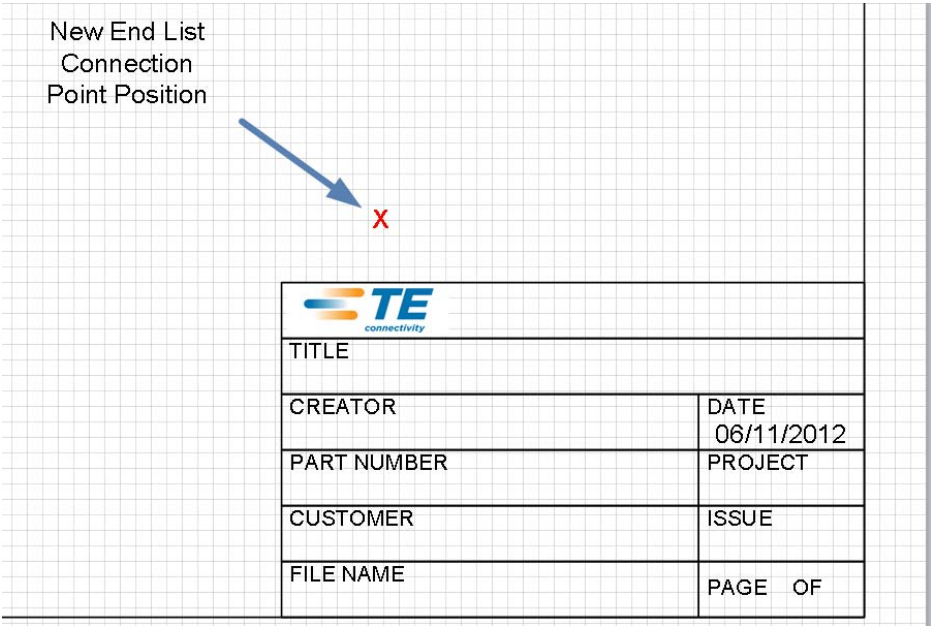 New End List
Connection
Point Position
X
TE
connectivity
TITLE
CREATOR
DATE
06/11/2012
PART NUMBER
PROJECT
CUSTOMER
ISSUE
FILE NAME
PAGE OF